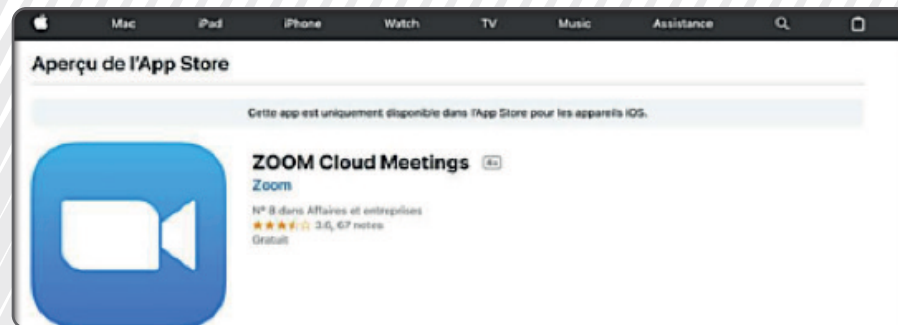 Mac iPad iPhone Watch TV Music Assistance
Aperçu de l'App Store
Cette app est uniquement disponible dans l'App Store pour les appareils iOS.
ZOOM Cloud Meetings 4+
Zoom
N° 8 dans Affaires et entreprises
3.6, 67 notes
Gratuit